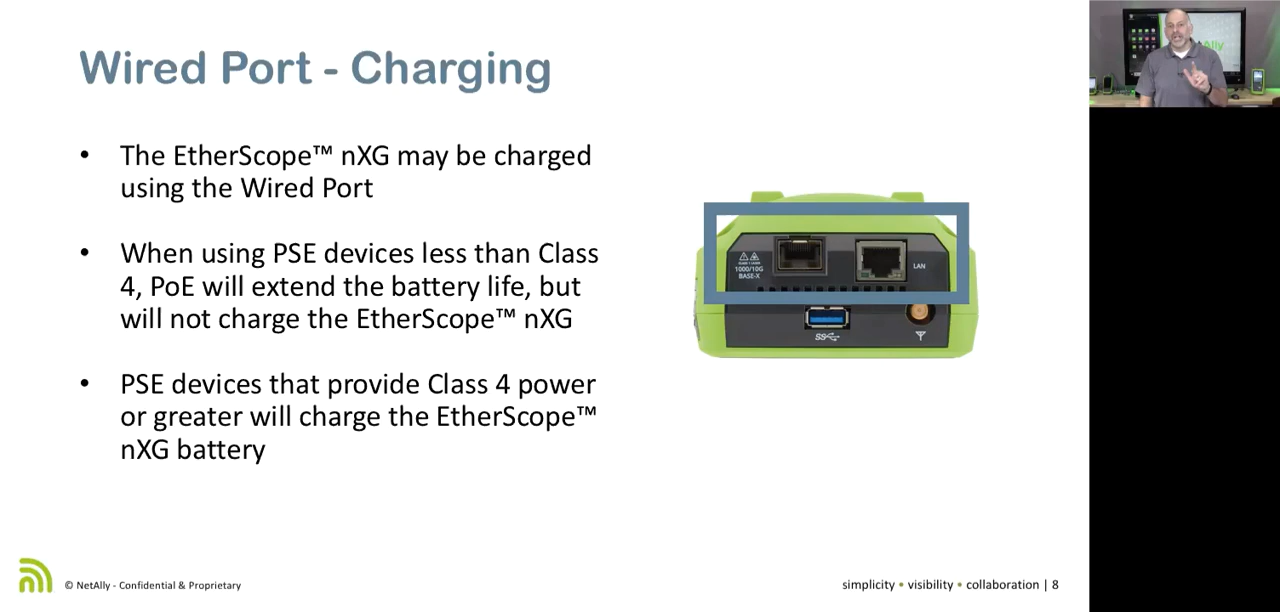 Wired Port - Charging
• The EtherScope™ nXG may be charged
using the Wired Port
• When using PSE devices less than Class
4, PoE will extend the battery life, but
will not charge the EtherScope™ nXG
• PSE devices that provide Class 4 power
or greater will charge the EtherScope™
nXG battery
1000/10G
BASE-X
LAN
© NetAlly - Confidential & Proprietary
simplicity • visibility • collaboration | 8